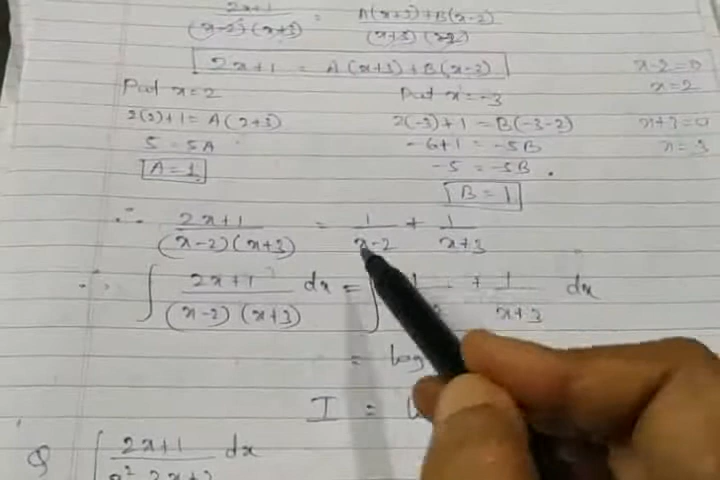 2x+1 / (x-2)(x+3) = A(x+3)+B(x-2) / (x+3)(x-2)
2x+1 = A(x+3)+B(x-2)
x-2=0
x=2
x+3=0
x=-3
Put x=2
2(2)+1=A(2+3)
5=5A
A=1
Put x=-3
2(-3)+1=B(-3-2)
-6+1=-5B
-5=-5B
B=1
∴ 2x+1 / (x-2)(x+3) = 1/x-2 + 1/x+3
∴ ∫ 2x+1 / (x-2)(x+3) dx = ∫ 1 + 1/x+3 dx
= log
I =
Q ∫ 2x+1 dx